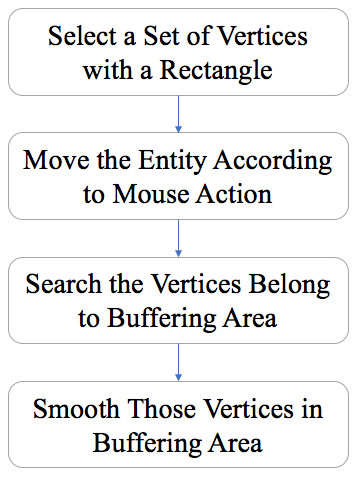 Select a Set of Vertices
with a Rectangle
Move the Entity According
to Mouse Action
Search the Vertices Belong
to Buffering Area
Smooth Those Vertices in
Buffering Area